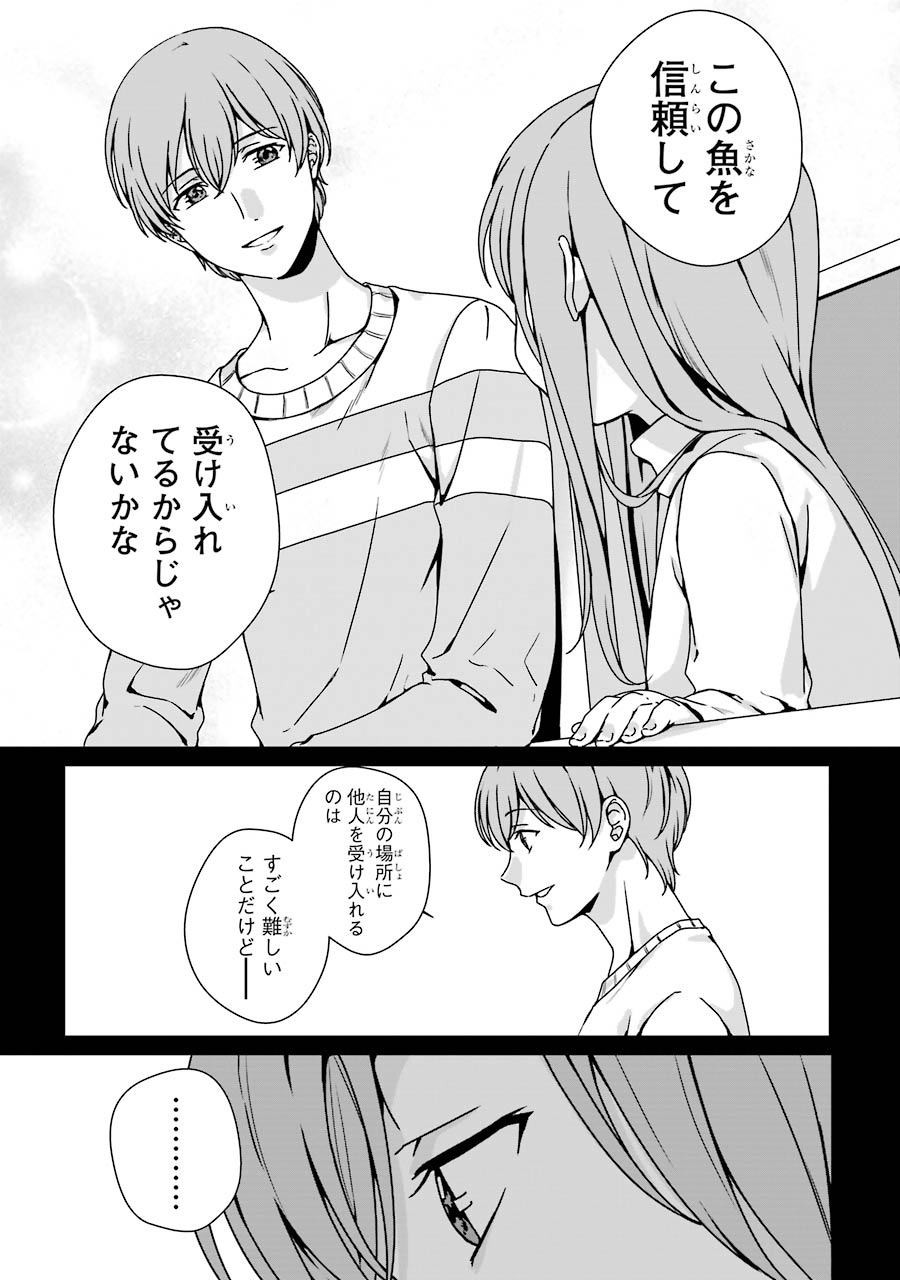 この魚を
信頼して
受け入れ
てるからじゃ
ないかな
自分の場所に
他人を受け入れる
のは
すごく難しい
ことだけど━━
…………